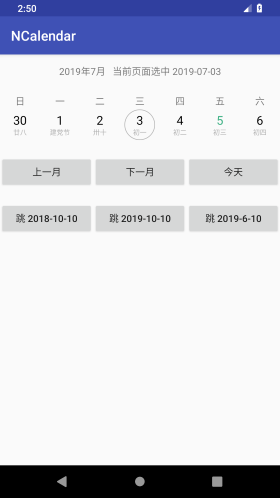 2:50
NCalendar
2019年7月 当前页面选中 2019-07-03
日 一 二 三 四 五 六
30 1 2 3 4 5 6
廿八 建党节 卅十 初一 初二 初三 初四
上一月 下一月 今天
跳 2018-10-10 跳 2019-10-10 跳 2019-6-10